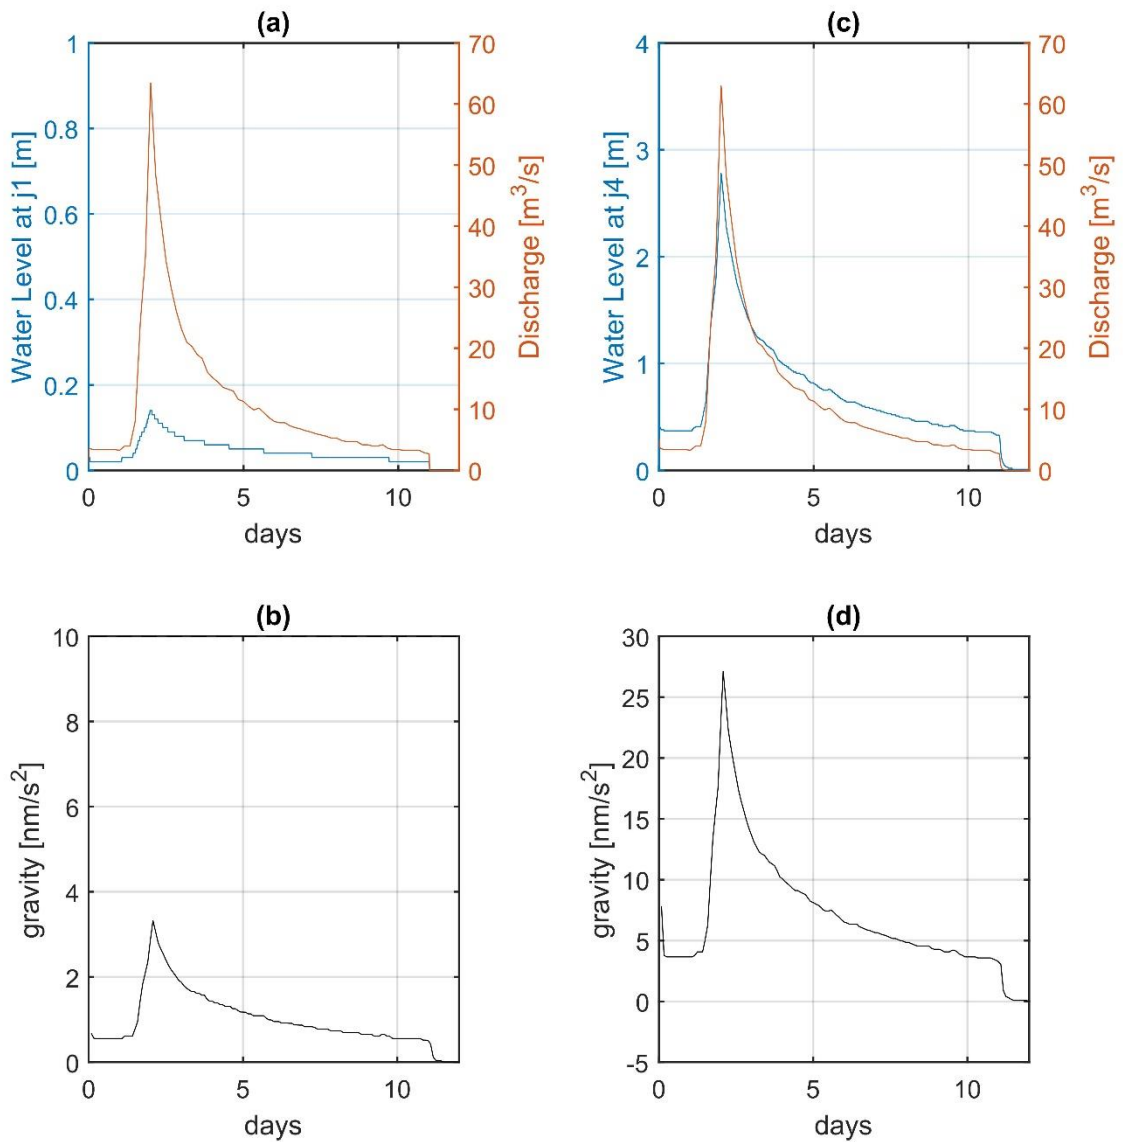 (a)
1
0.8
0.6
0.4
0.2
0
Water Level at j1 [m]
70
60
50
40
30
20
10
0
Discharge [m³/s]
0 5 10
days
(c)
4
3
2
1
0
Water Level at j4 [m]
70
60
50
40
30
20
10
0
Discharge [m³/s]
0 5 10
days
(b)
10
8
6
4
2
0
gravity [nm/s²]
0 5 10
days
(d)
30
25
20
15
10
5
0
-5
gravity [nm/s²]
0 5 10
days